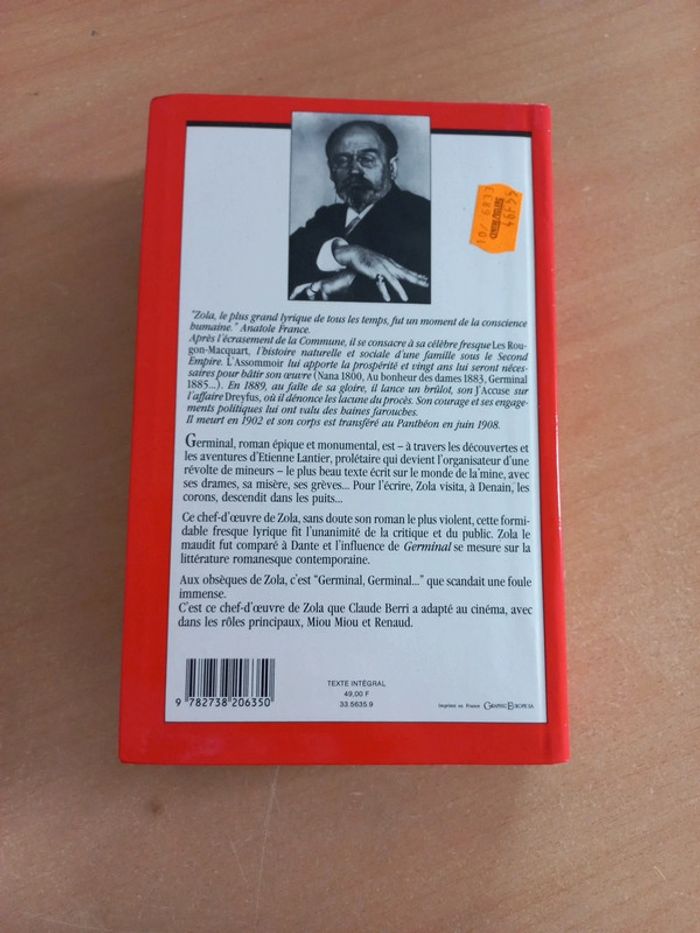 10/ 6833
54F95
"Zola, le plus grand lyrique de tous les temps, fut un moment de la conscience
humaine." Anatole France.
Après l'écrasement de la Commune, il se consacre à sa célèbre fresque Les Rou-
gon-Macquart, l'histoire naturelle et sociale d'une famille sous le Second
Empire. L'Assommoir lui apporte la prospérité et vingt ans lui seront néces-
saires pour bâtir son œuvre (Nana 1800, Au bonheur des dames 1883, Germinal
1885...). En 1889, au faîte de sa gloire, il lance un brûlot, son J'Accuse sur
l'affaire Dreyfus, où il dénonce les lacune du procès. Son courage et ses engage-
ments politiques lui ont valu des haines farouches.
Il meurt en 1902 et son corps est transféré au Panthéon en juin 1908.
Germinal, roman épique et monumental, est – à travers les découvertes et
les aventures d'Etienne Lantier, prolétaire qui devient l'organisateur d'une
révolte de mineurs – le plus beau texte écrit sur le monde de la mine, avec
ses drames, sa misère, ses grèves... Pour l'écrire, Zola visita, à Denain, les
corons, descendit dans les puits...
Ce chef-d'œuvre de Zola, sans doute son roman le plus violent, cette formi-
dable fresque lyrique fit l'unanimité de la critique et du public. Zola le
maudit fut comparé à Dante et l'influence de Germinal se mesure sur la
littérature romanesque contemporaine.
Aux obsèques de Zola, c'est "Germinal, Germinal..." que scandait une foule
immense.
C'est ce chef-d'œuvre de Zola que Claude Berri a adapté au cinéma, avec
dans les rôles principaux, Miou Miou et Renaud.
9 782738 206350
TEXTE INTÉGRAL
49,00 F
33.5635.9
Imprimé en France GRAPHIC EUROPE SA